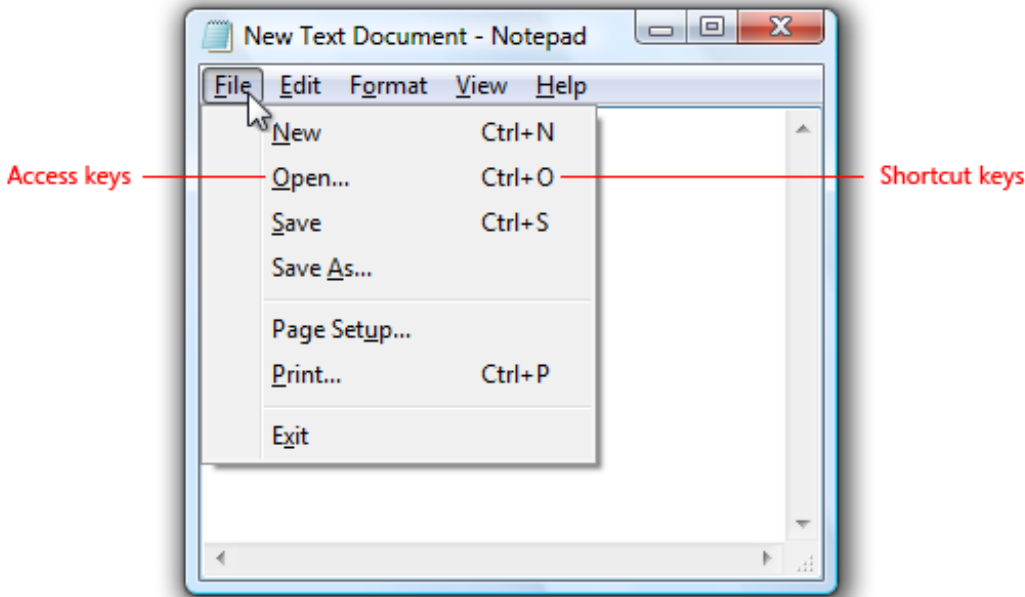 New Text Document - Notepad
File Edit Format View Help
New Ctrl+N
Access keys Open... Ctrl+O Shortcut keys
Save Ctrl+S
Save As...
Page Setup...
Print... Ctrl+P
Exit